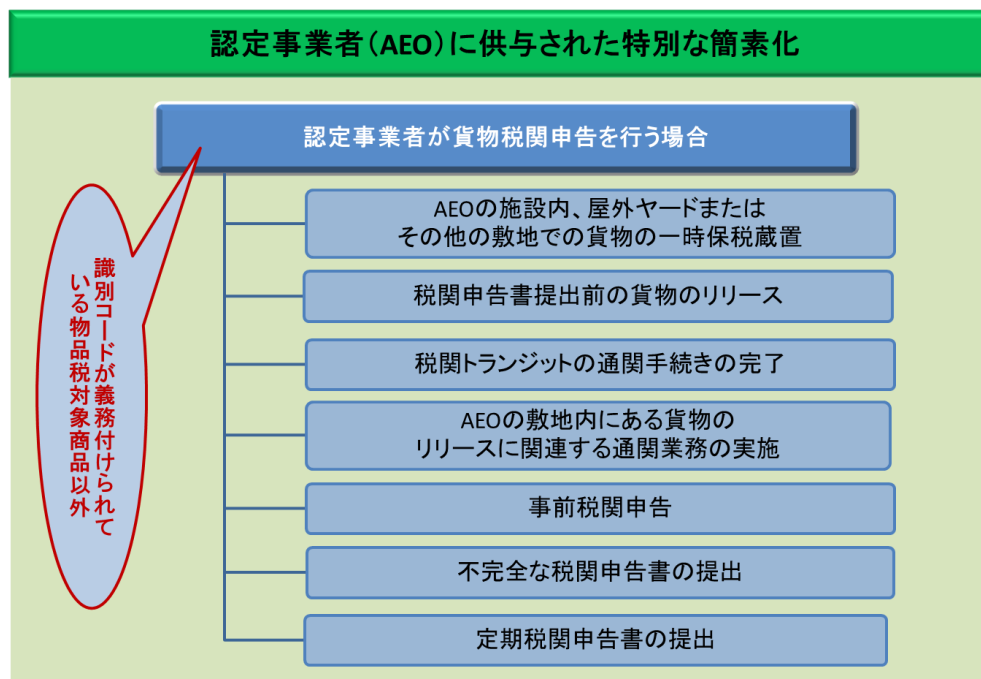 認定事業者(AEO)に供与された特別な簡素化
認定事業者が貨物税関申告を行う場合
識別コードが義務付けられて
いる物品税対象商品以外
AEOの施設内、屋外ヤードまたは
その他の敷地での貨物の一時保税蔵置
税関申告書提出前の貨物のリリース
税関トランジットの通関手続きの完了
AEOの敷地内にある貨物の
リリースに関連する通関業務の実施
事前税関申告
不完全な税関申告書の提出
定期税関申告書の提出